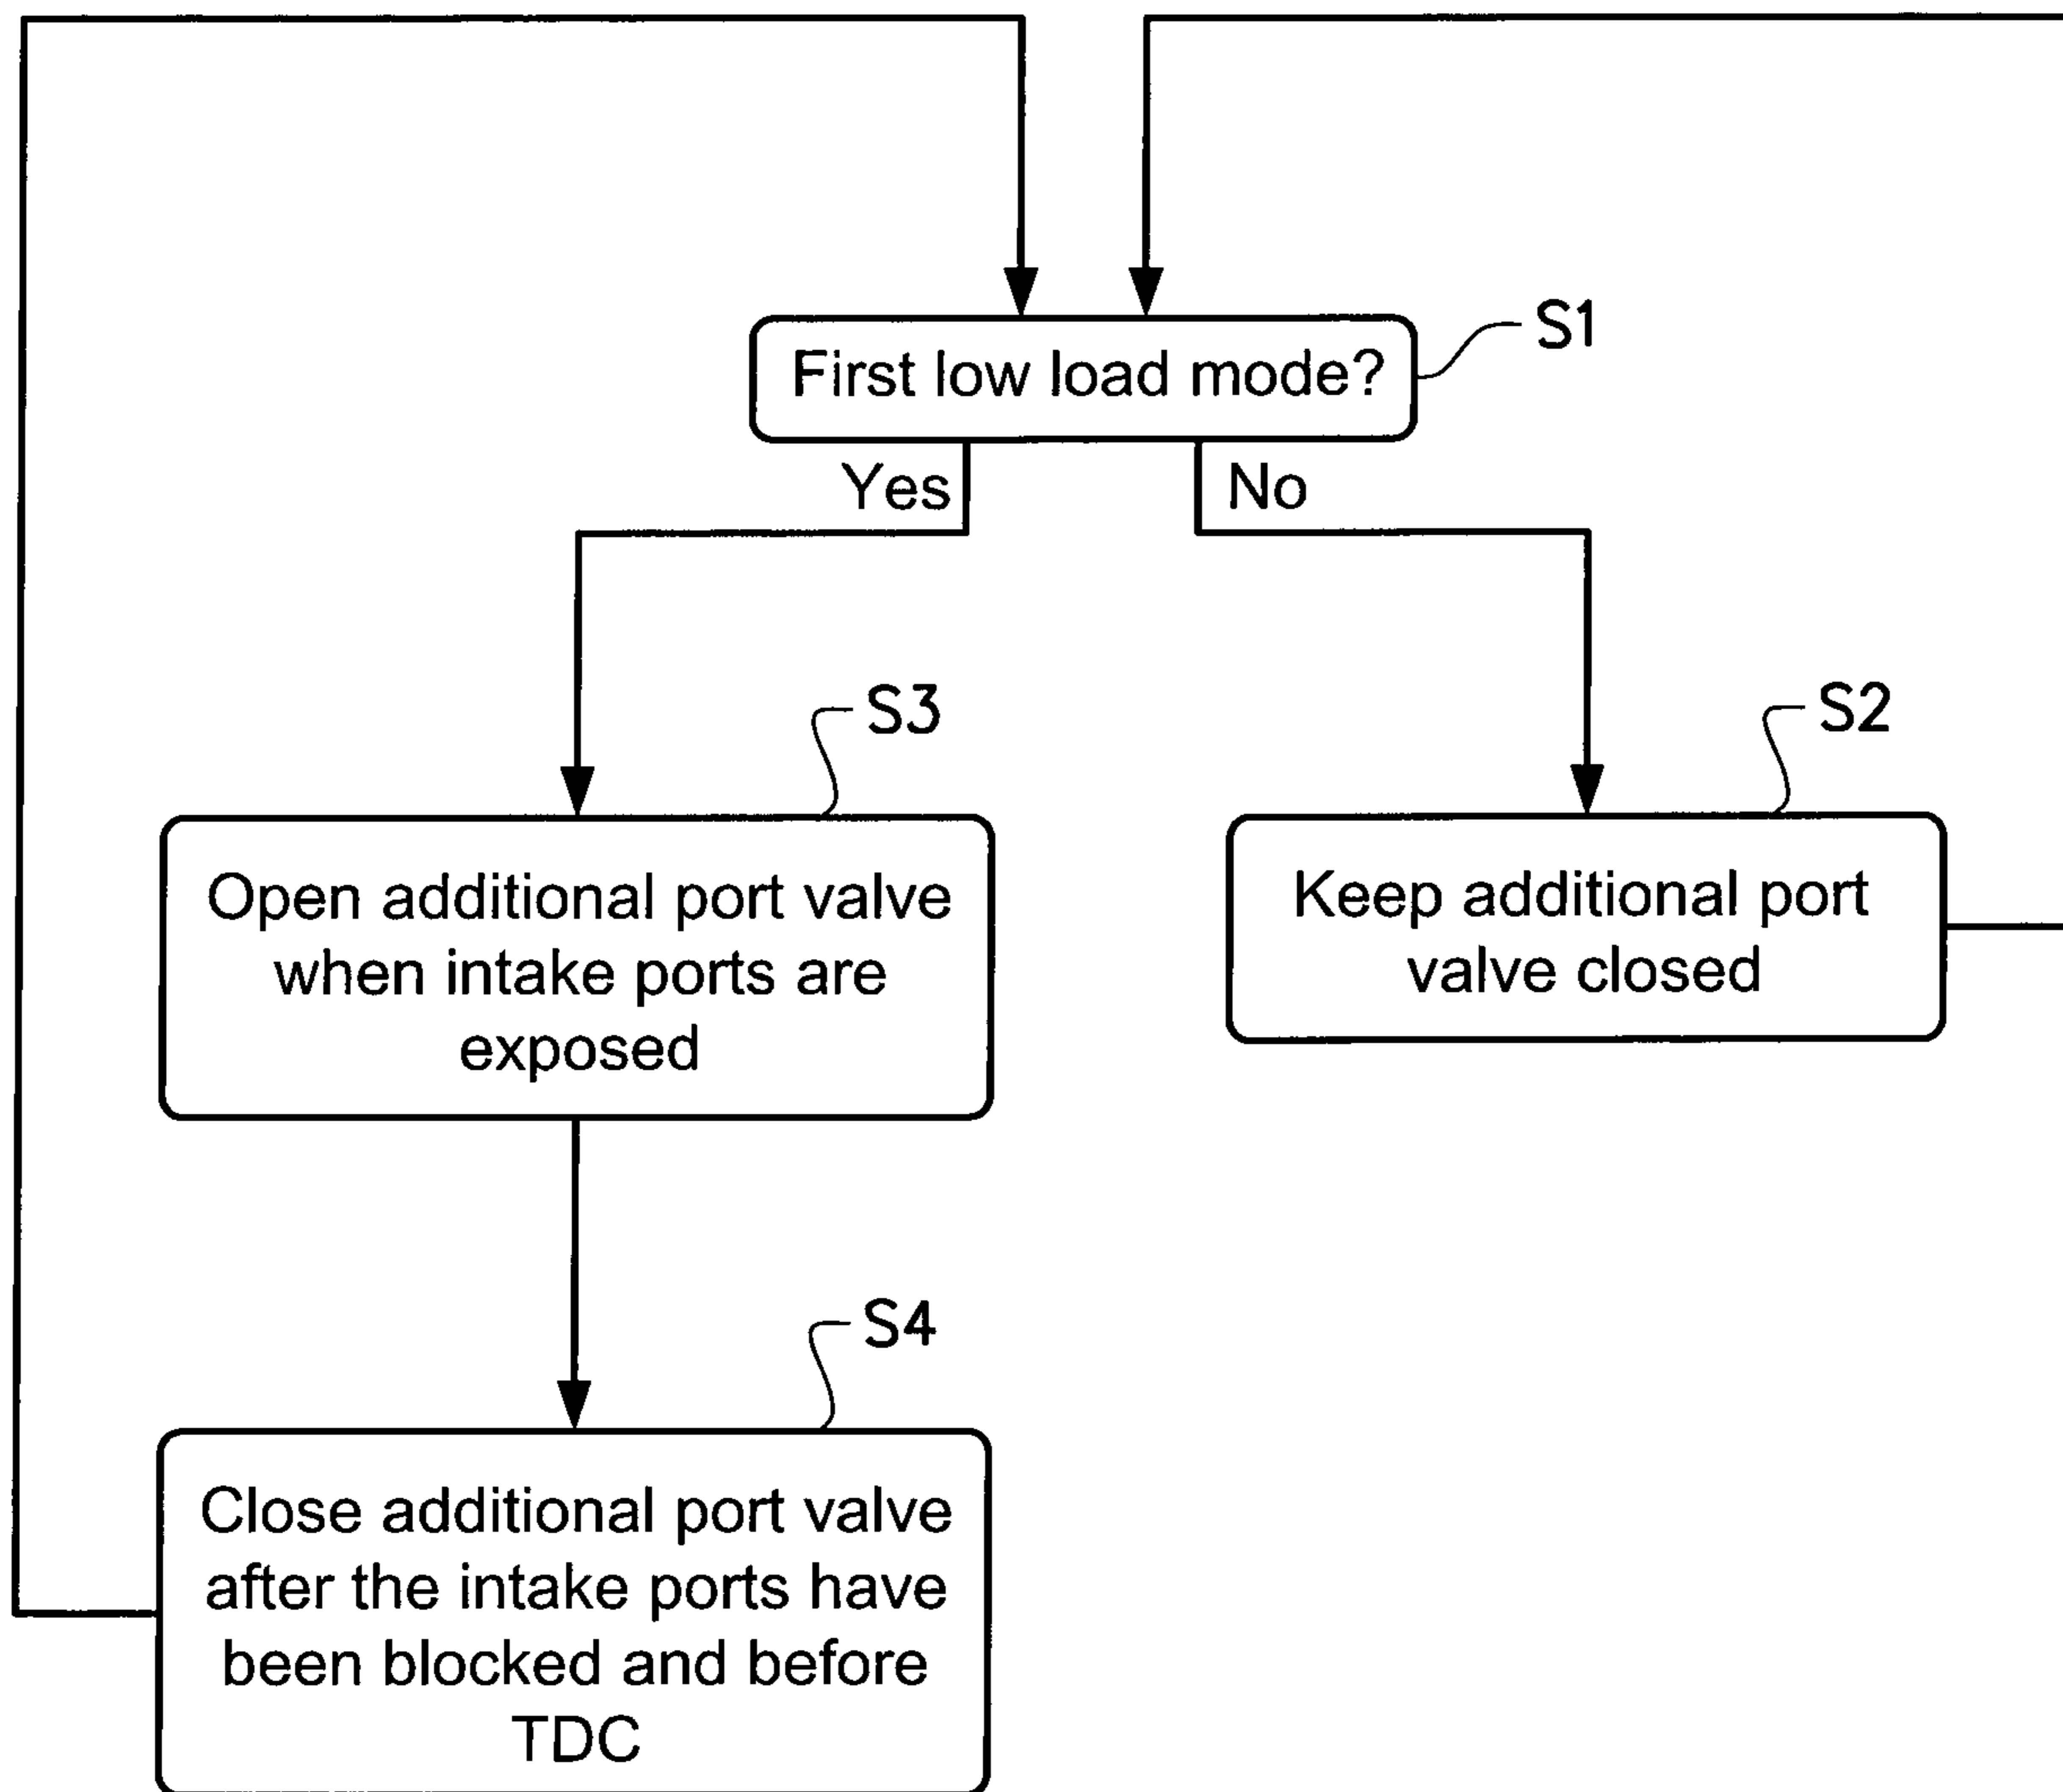 First low load mode?
S1
Yes
No
S3
S2
Open additional port valve
when intake ports are
exposed
Keep additional port
valve closed
S4
Close additional port valve
after the intake ports have
been blocked and before
TDC